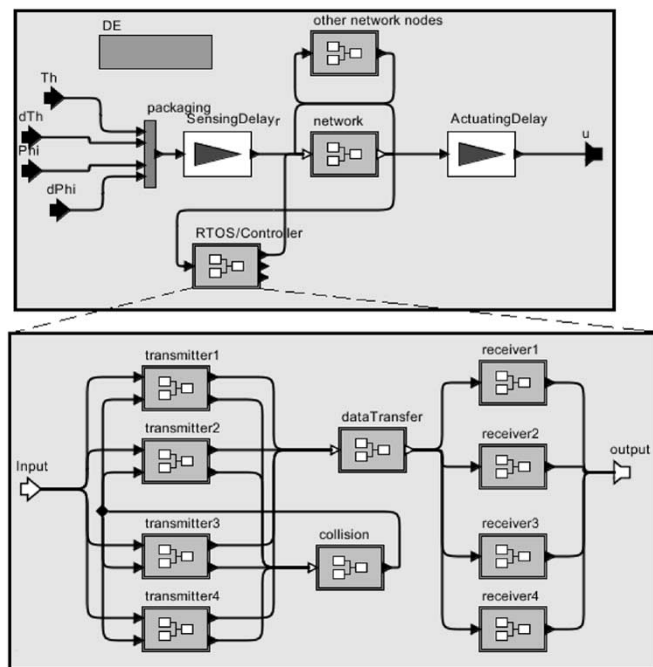 DE
other network nodes
Th
packaging
SensingDelay
r
network
ActuatingDelay
dTh
u
Phi
dPhi
RTOS/Controller
transmitter1
receiver1
dataTransfer
transmitter2
receiver2
Input
output
transmitter3
collision
receiver3
transmitter4
receiver4